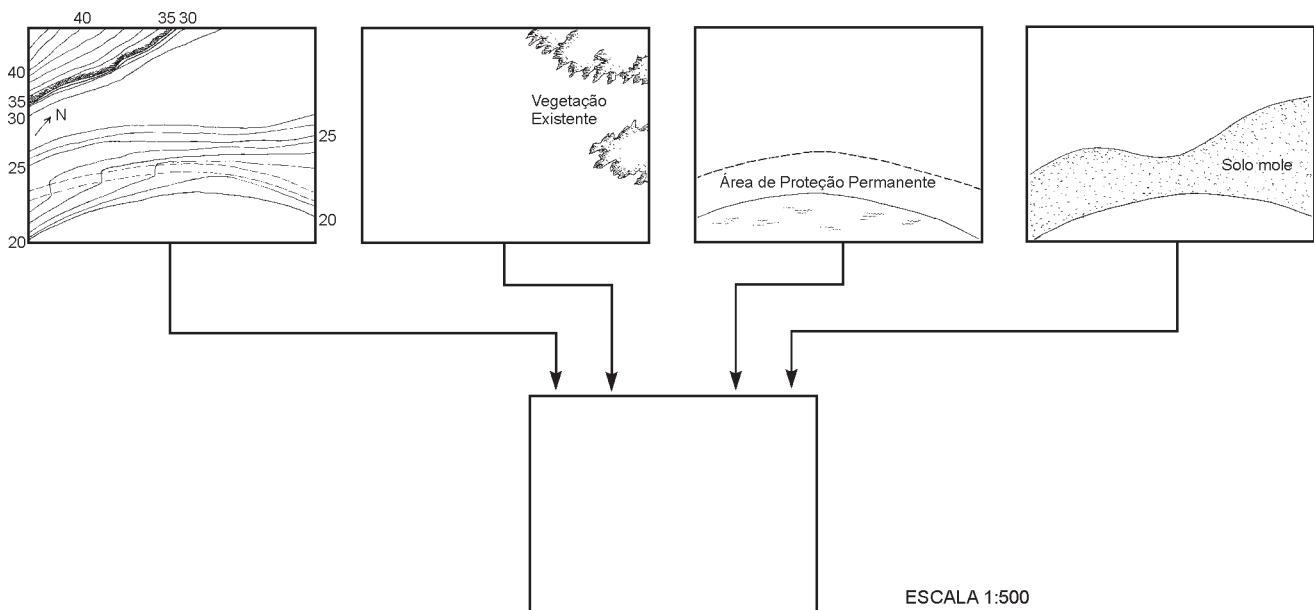 40
35 30
40
35
30
N
25
25
20
20
Vegetação
Existente
Área de Proteção Permanente
Solo mole
ESCALA 1:500